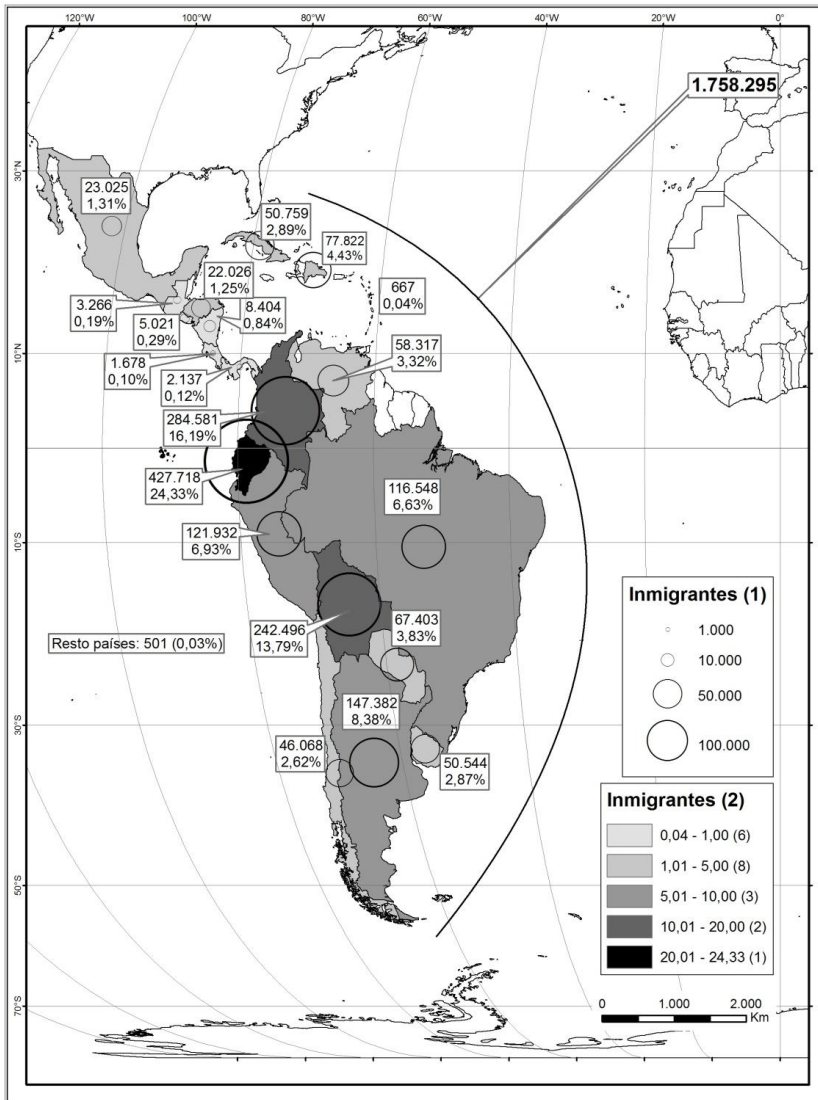 120°W
100°W
80°W
60°W
40°W
20°W
0°
1.758.295
30°N
23.025
1,31%
50.759
2,89%
77.822
4,43%
22.026
1,25%
667
0,04%
3.266
0,19%
5.021
0,29%
8.404
0,84%
58.317
3,32%
10°N
1.678
0,10%
2.137
0,12%
284.581
16,19%
427.718
24,33%
116.548
6,63%
121.932
6,93%
10°S
242.496
13,79%
67.403
3,83%
Resto países: 501 (0,03%)
147.382
8,38%
30°S
46.068
2,62%
50.544
2,87%
50°S
70°S
Inmigrantes (1)
1.000
10.000
50.000
100.000
Inmigrantes (2)
0,04 - 1,00 (6)
1,01 - 5,00 (8)
5,01 - 10,00 (3)
10,01 - 20,00 (2)
20,01 - 24,33 (1)
0 1.000 2.000
Km